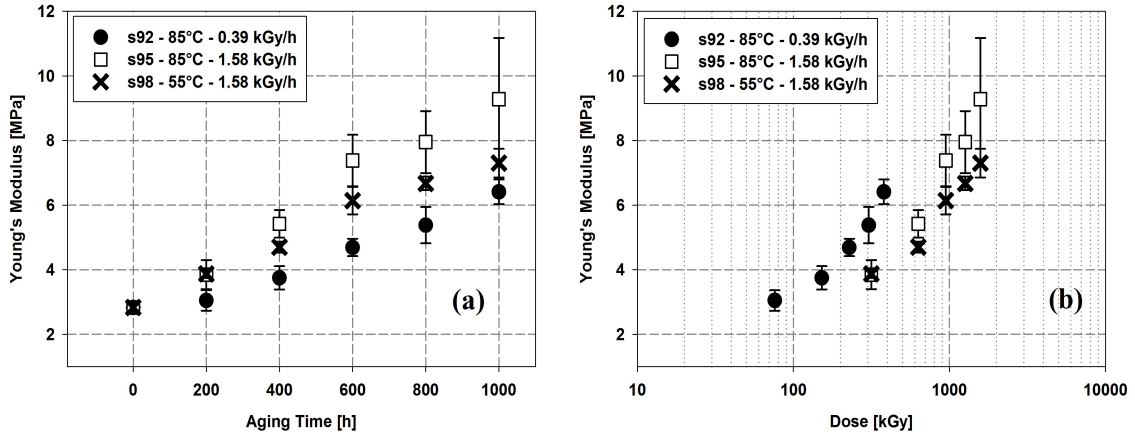 12
10
8
6
4
2
Young's Modulus [MPa]
s92 - 85°C - 0.39 kGy/h
s95 - 85°C - 1.58 kGy/h
s98 - 55°C - 1.58 kGy/h
(a)
0 200 400 600 800 1000
Aging Time [h]
12
10
8
6
4
2
Young's Modulus [MPa]
s92 - 85°C - 0.39 kGy/h
s95 - 85°C - 1.58 kGy/h
s98 - 55°C - 1.58 kGy/h
(b)
10 100 1000 10000
Dose [kGy]